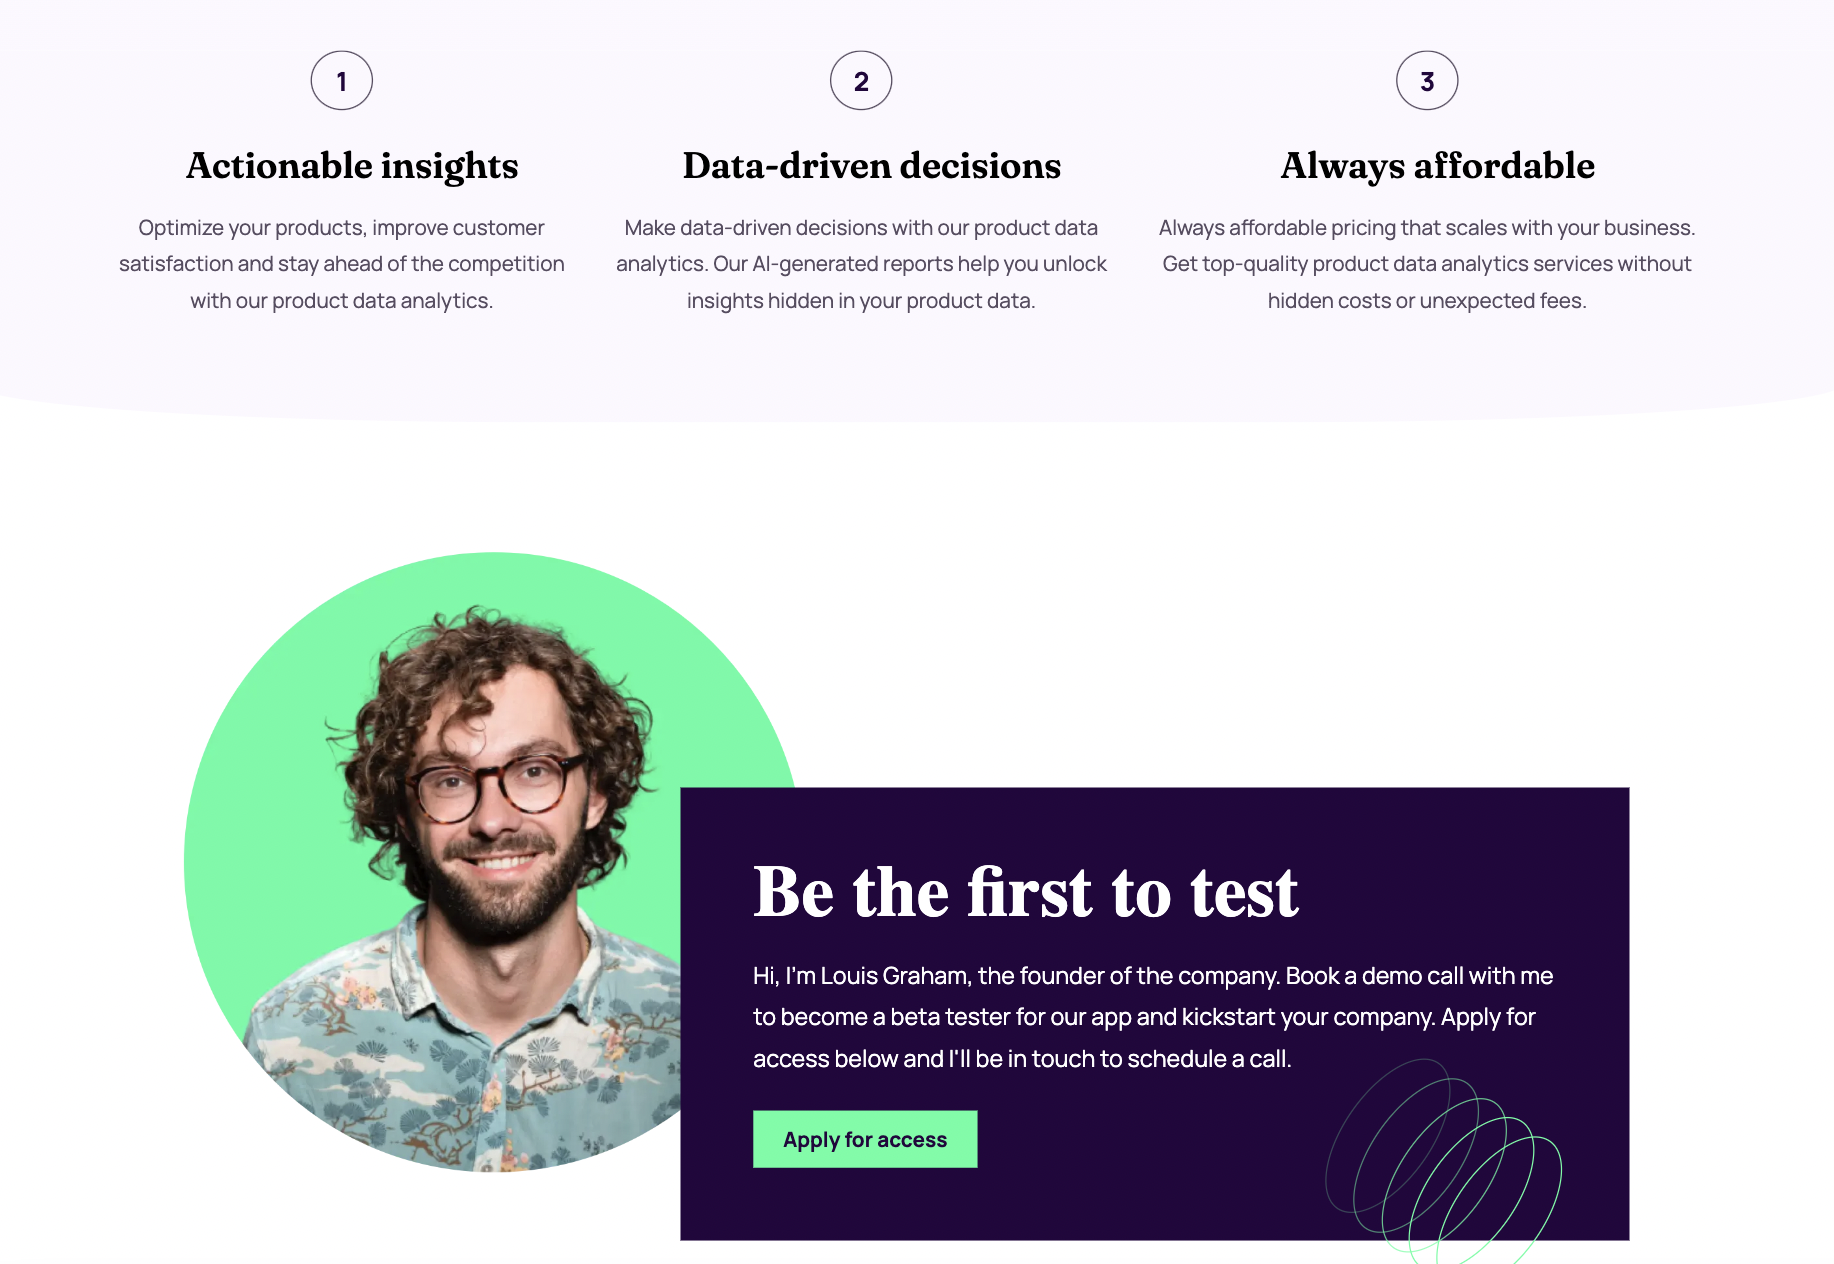 1
Actionable insights
Optimize your products, improve customer
satisfaction and stay ahead of the competition
with our product data analytics.
2
Data-driven decisions
Make data-driven decisions with our product data
analytics. Our AI-generated reports help you unlock
insights hidden in your product data.
3
Always affordable
Always affordable pricing that scales with your business.
Get top-quality product data analytics services without
hidden costs or unexpected fees.
Be the first to test
Hi, I'm Louis Graham, the founder of the company. Book a demo call with me
to become a beta tester for our app and kickstart your company. Apply for
access below and I'll be in touch to schedule a call.
Apply for access